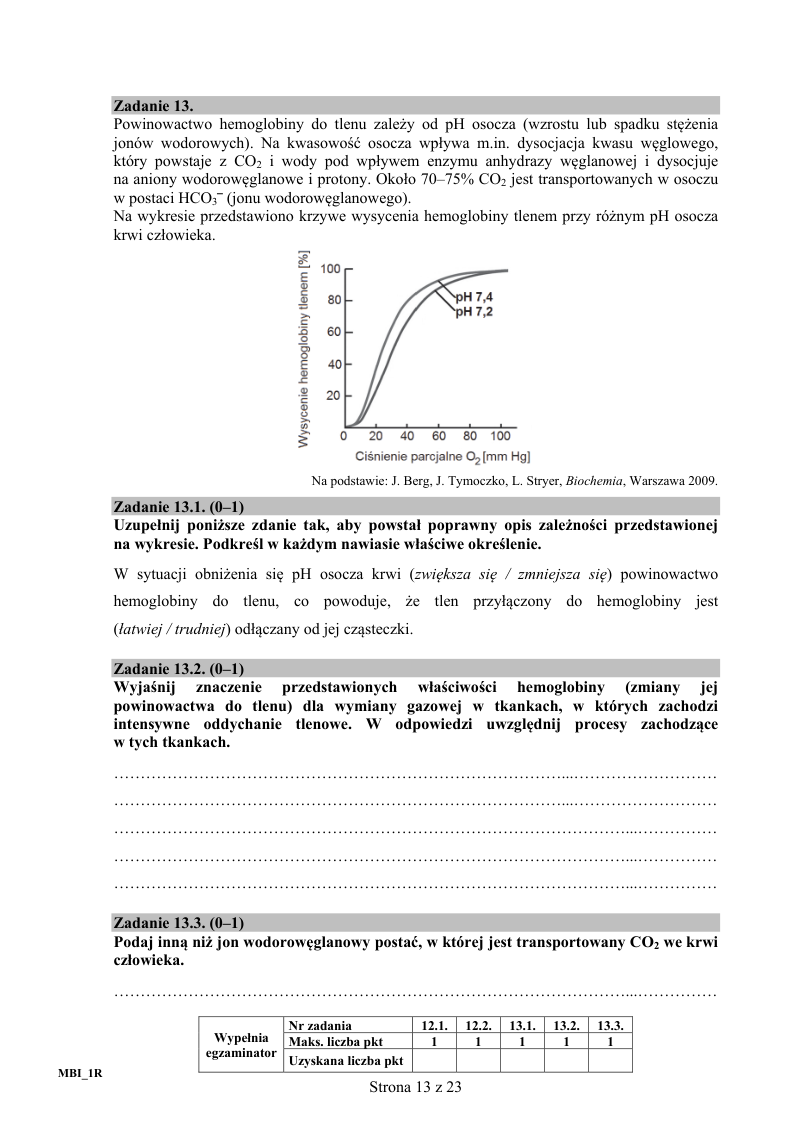 Zadanie 13.
Powinowactwo hemoglobiny do tlenu zależy od pH osocza (wzrostu lub spadku stężenia
jonów wodorowych). Na kwasowość osocza wpływa m.in. dysocjacja kwasu węglowego,
który powstaje z CO₂ i wody pod wpływem enzymu anhydrazy węglanowej i dysocjuje
na aniony wodorowęglanowe i protony. Około 70–75% CO₂ jest transportowanych w osoczu
w postaci HCO₃⁻ (jonu wodorowęglanowego).
Na wykresie przedstawiono krzywe wysycenia hemoglobiny tlenem przy różnym pH osocza
krwi człowieka.
Wysycenie hemoglobiny tlenem [%]
100
80
60
40
20
pH 7,4
pH 7,2
0 20 40 60 80 100
Ciśnienie parcjalne O₂ [mm Hg]
Na podstawie: J. Berg, J. Tymoczko, L. Stryer, Biochemia, Warszawa 2009.
Zadanie 13.1. (0–1)
Uzupełnij poniższe zdanie tak, aby powstał poprawny opis zależności przedstawionej
na wykresie. Podkreśl w każdym nawiasie właściwe określenie.
W sytuacji obniżenia się pH osocza krwi (zwiększa się / zmniejsza się) powinowactwo
hemoglobiny do tlenu, co powoduje, że tlen przyłączony do hemoglobiny jest
(łatwiej / trudniej) odłączany od jej cząsteczki.
Zadanie 13.2. (0–1)
Wyjaśnij znaczenie przedstawionych właściwości hemoglobiny (zmiany jej
powinowactwa do tlenu) dla wymiany gazowej w tkankach, w których zachodzi
intensywne oddychanie tlenowe. W odpowiedzi uwzględnij procesy zachodzące
w tych tkankach.
Zadanie 13.3. (0–1)
Podaj inną niż jon wodorowęglanowy postać, w której jest transportowany CO₂ we krwi
człowieka.
Wypełnia
egzaminator
Nr zadania 12.1. 12.2. 13.1. 13.2. 13.3.
Maks. liczba pkt 1 1 1 1 1
Uzyskana liczba pkt
MBI_1R
Strona 13 z 23